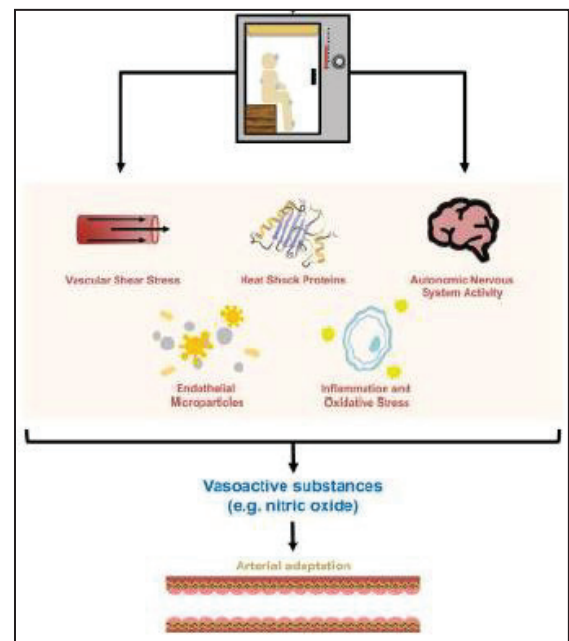 Vascular Shear Stress
Heat Shock Proteins
Autonomic Nervous
System Activity
Endothelial
Microparticles
Inflammation and
Oxidative Stress
Vasoactive substances
(e.g. nitric oxide)
Arterial adaptation